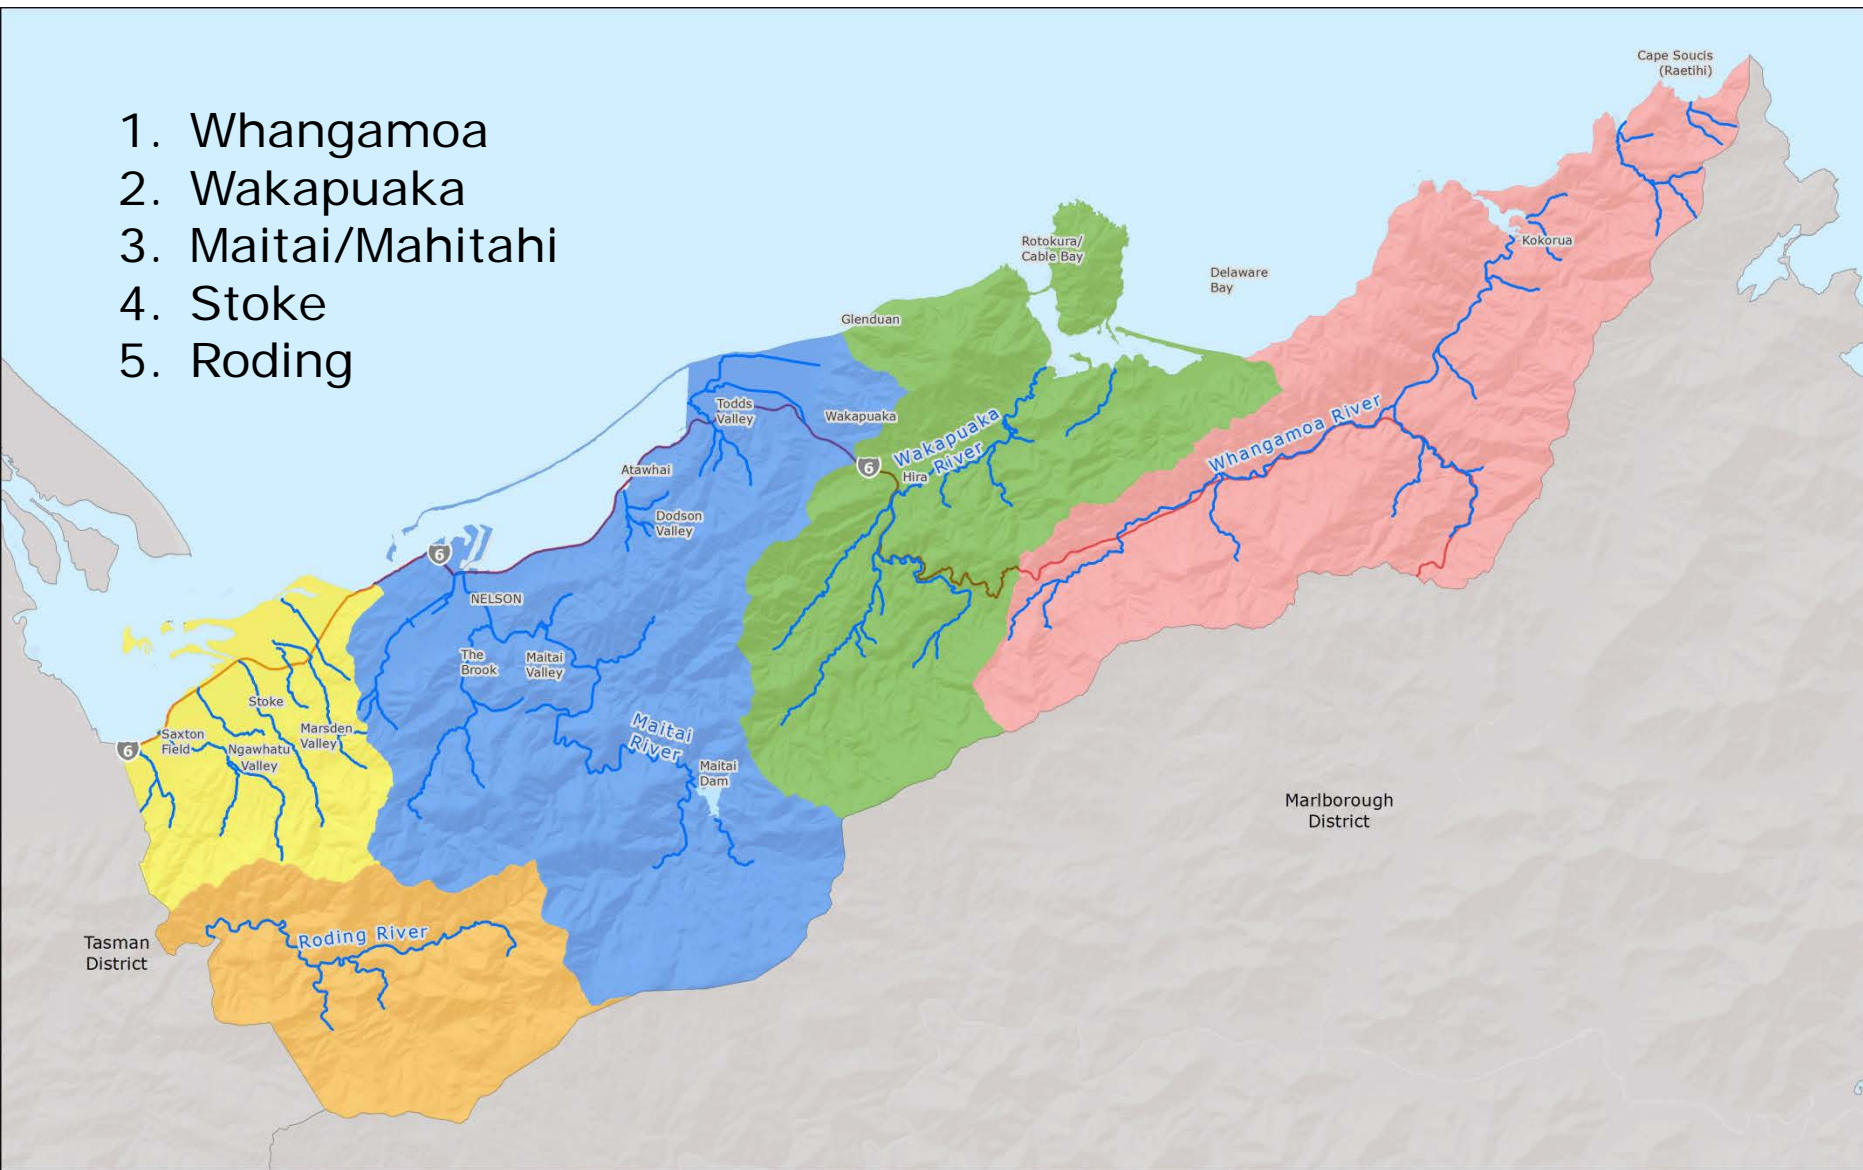 1. Whangamoa
2. Wakapuaka
3. Maitai/Mahitahi
4. Stoke
5. Roding
Cape Soucis
(Raetihi)
Kokorua
Rotokura/
Cable Bay
Delaware
Bay
Glenduan
Whangamoa River
Todds
Valley
Wakapuaka
Wakapuaka
River
6
Hira
Atawhai
Dodson
Valley
6
NELSON
The
Brook
Maitai
Valley
Stoke
Saxton
Field
Ngawhatu
Valley
Marsden
Valley
6
Maitai
River
Maitai
Dam
Marlborough
District
Roding River
Tasman
District